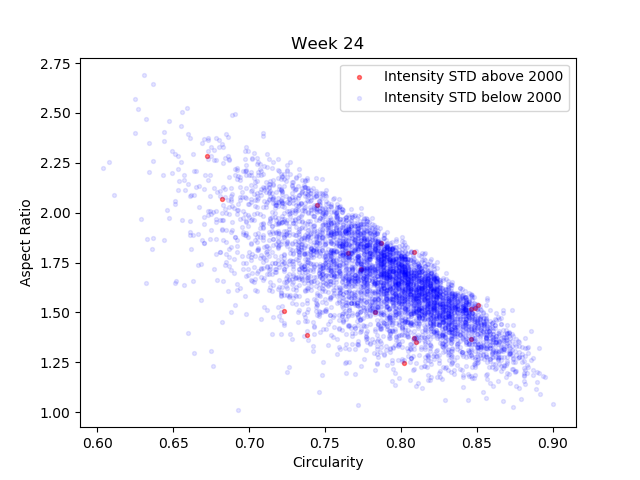 Week 24
Intensity STD above 2000
Intensity STD below 2000
2.75
2.50
2.25
2.00
1.75
1.50
1.25
1.00
Aspect Ratio
0.60 0.65 0.70 0.75 0.80 0.85 0.90
Circularity